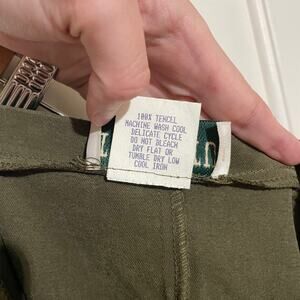 100% TENCEL
MACHINE WASH COOL
DELICATE CYCLE
DO NOT BLEACH
DRY FLAT OR
TUMBLE DRY LOW
COOL IRON